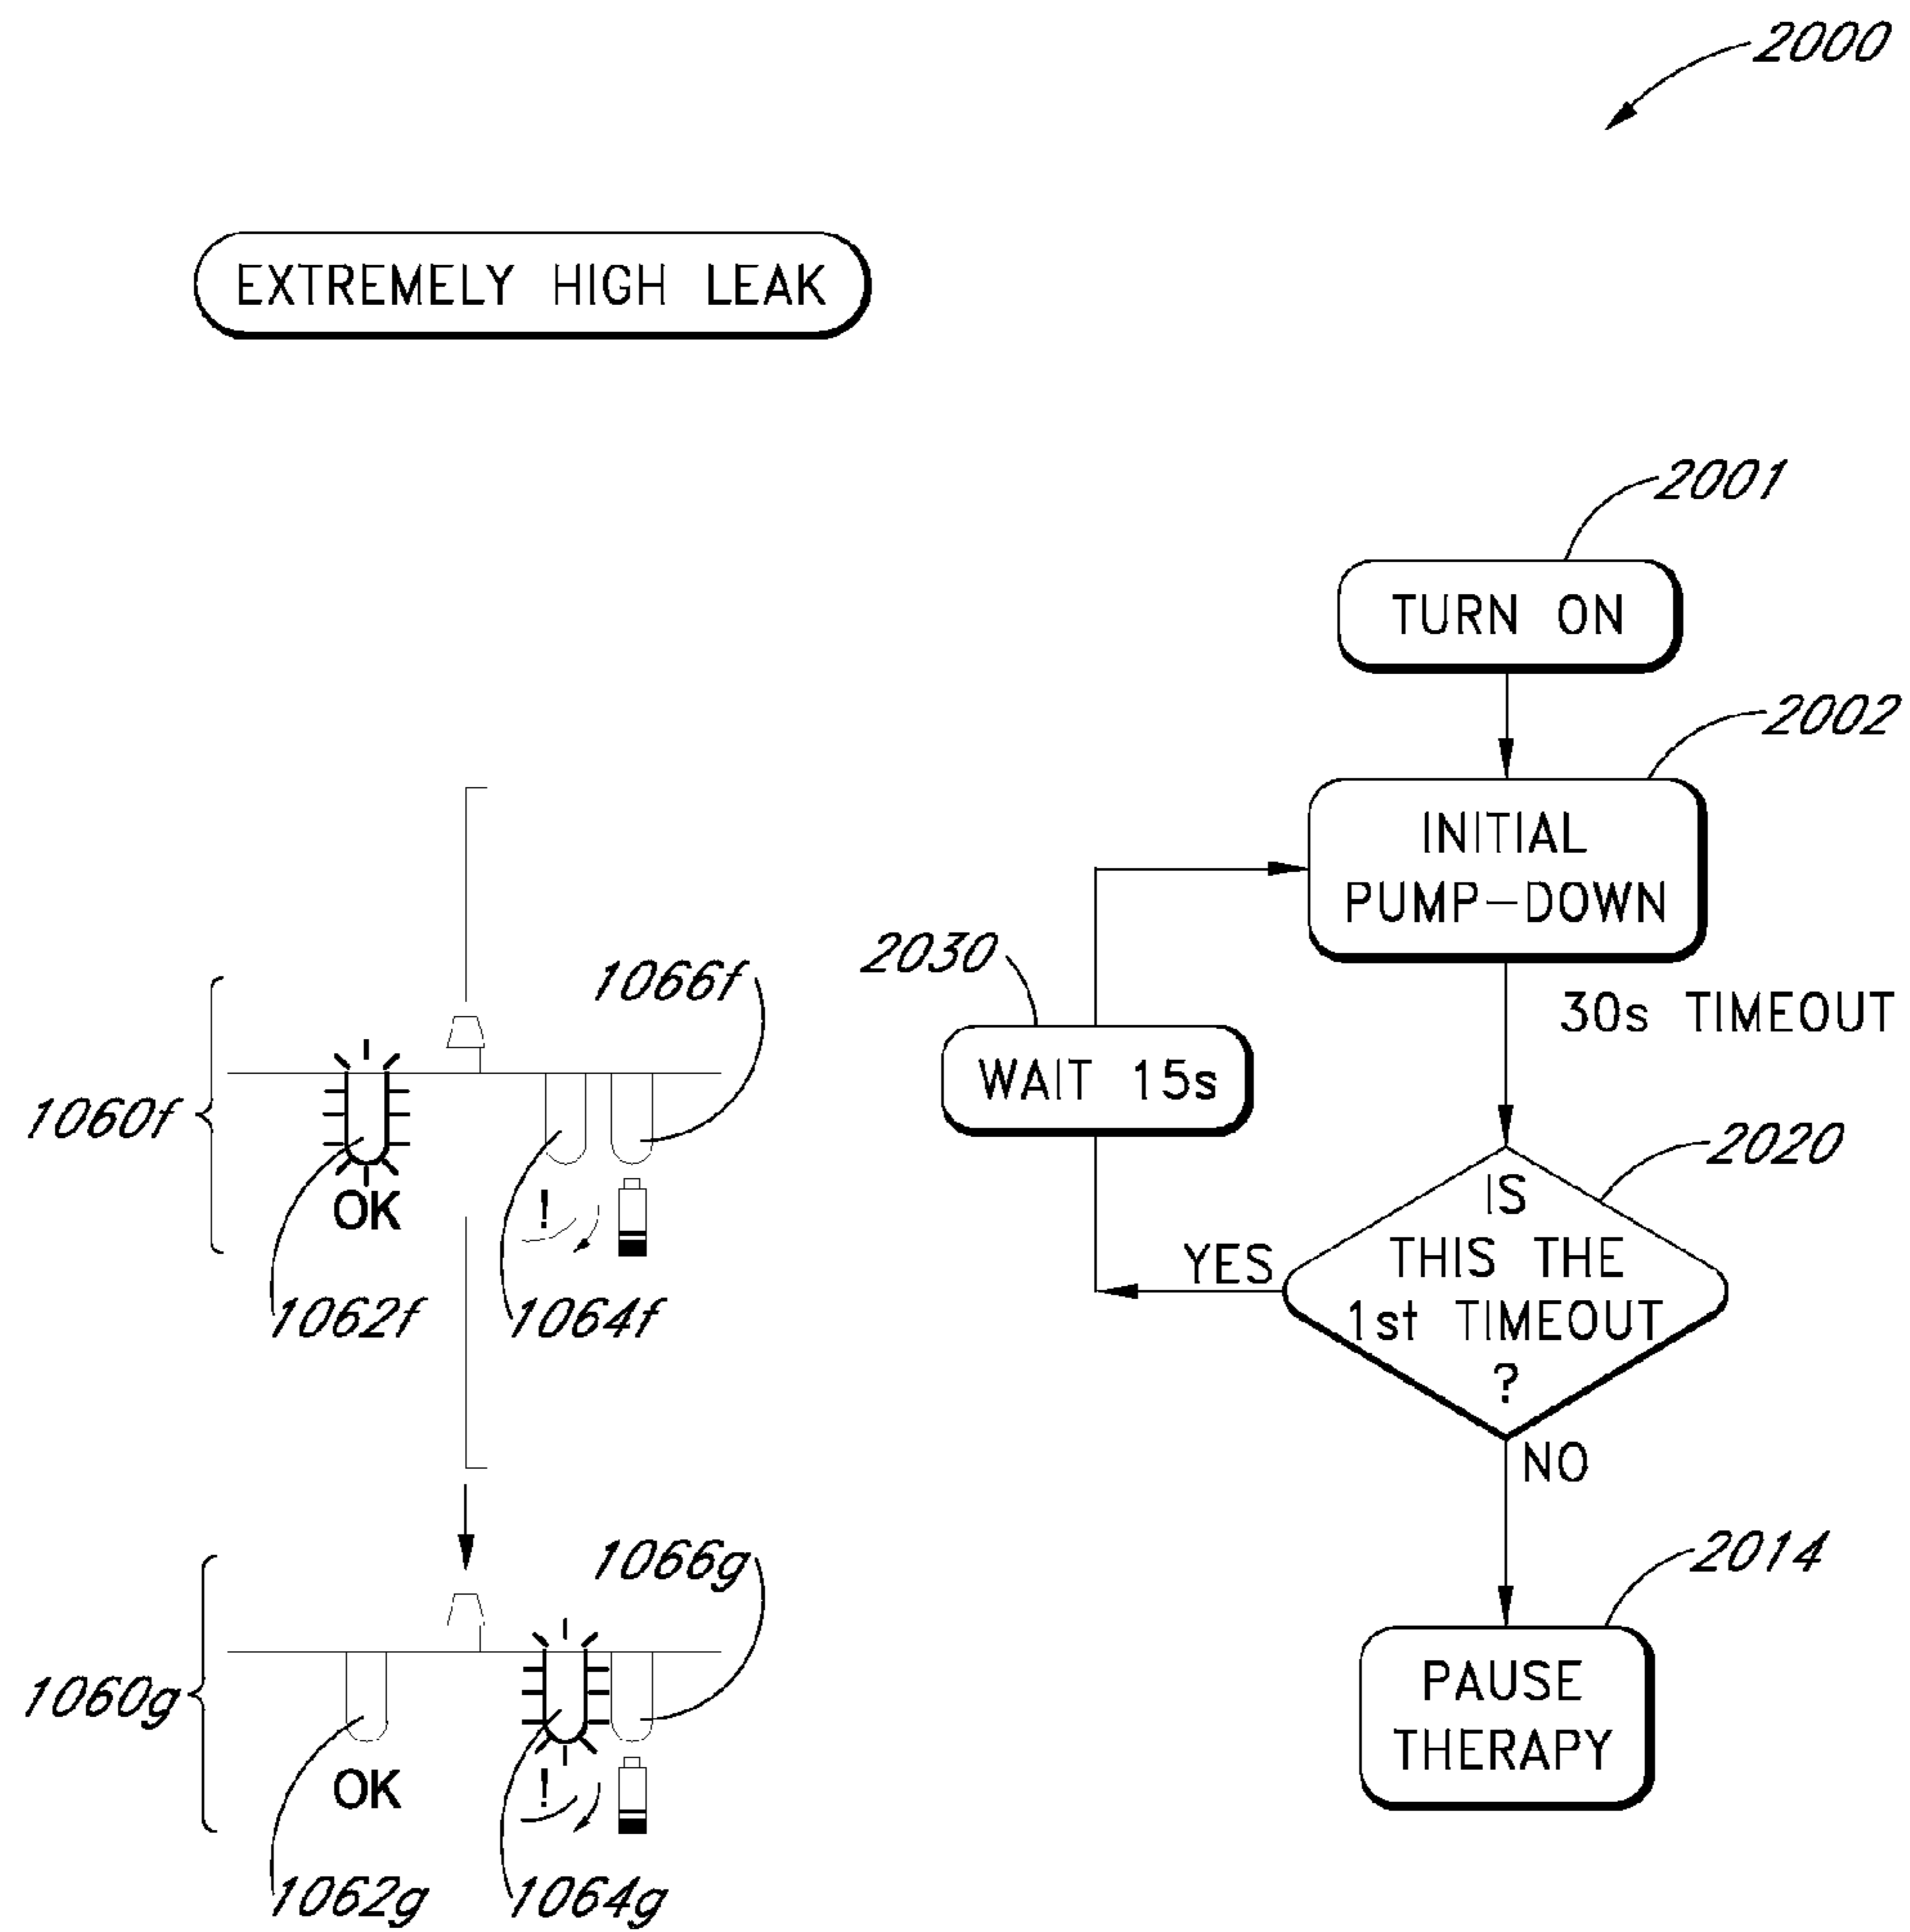 2000
EXTREMELY HIGH LEAK
2001
TURN ON
2002
INITIAL
PUMP-DOWN
2030
1066f
30s TIMEOUT
WAIT 15s
1060f
2020
OK
!
IS
THIS THE
1st TIMEOUT
?
YES
1062f
1064f
NO
1066g
2014
1060g
PAUSE
THERAPY
OK
!
1062g
1064g